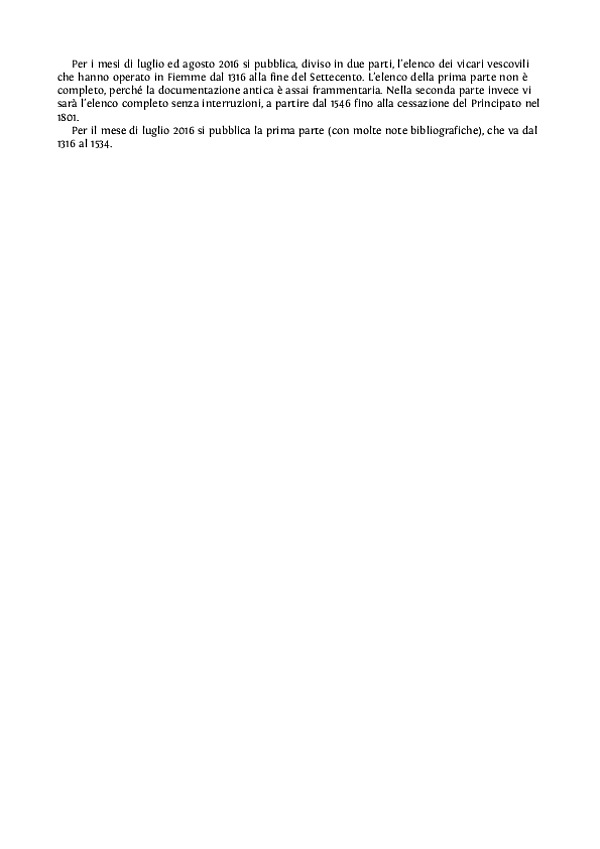 Per i mesi di luglio ed agosto 2016 si pubblica, diviso in due parti, l'elenco dei vicari vescovili
che hanno operato in Fiemme dal 1316 alla fine del Settecento. L'elenco della prima parte non è
completo, perché la documentazione antica è assai frammentaria. Nella seconda parte invece vi
sarà l'elenco completo senza interruzioni, a partire dal 1546 fino alla cessazione del Principato nel
1801.
Per il mese di luglio 2016 si pubblica la prima parte (con molte note bibliografiche), che va dal
1316 al 1534.